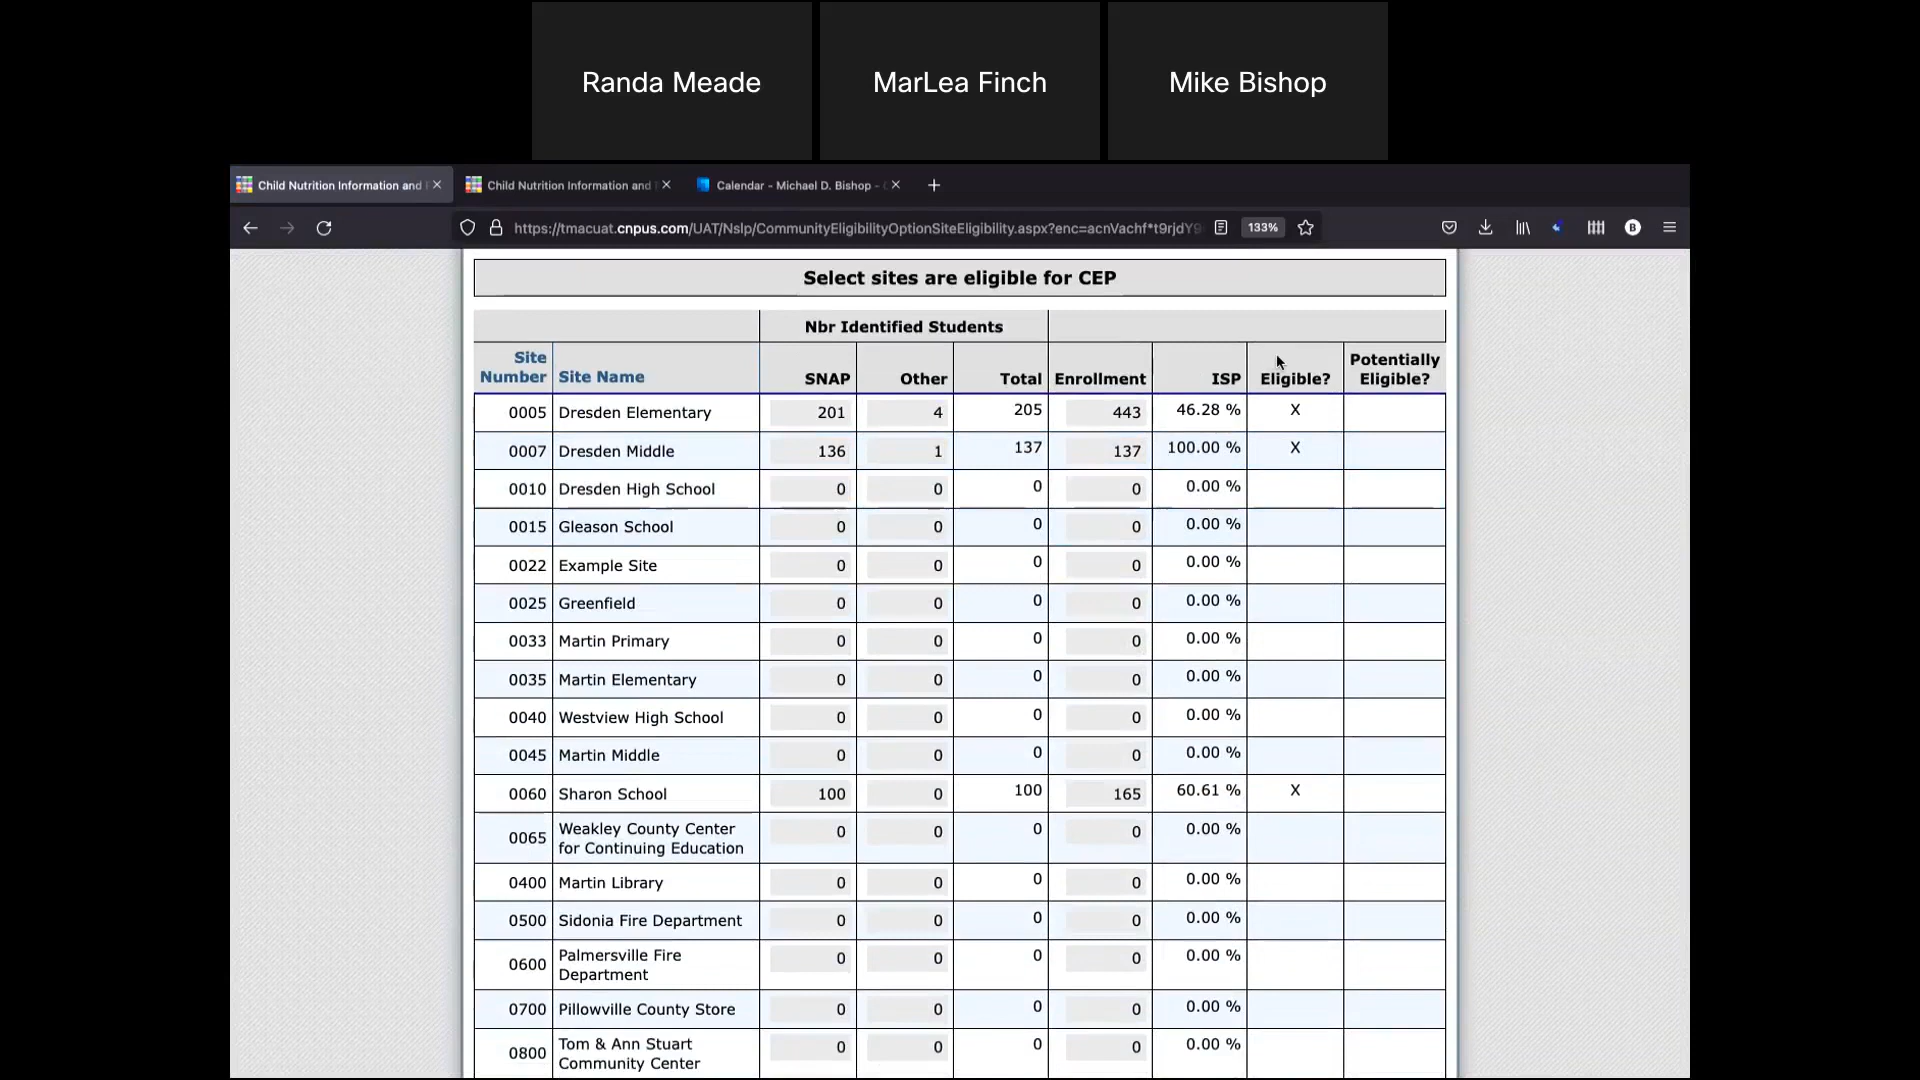 Randa Meade MarLea Finch Mike Bishop
Child Nutrition Information and Child Nutrition Information and Calendar - Michael D. Bishop -
https://tmacuat.cnpus.com/UAT/Nslp/CommunityEligibilityOptionSiteEligibility.aspx?enc=acnVachf*t9rjdY9 133% B
Select sites are eligible for CEP
Nbr Identified Students
Site Number Site Name SNAP Other Total Enrollment ISP Eligible? Potentially Eligible?
0005 Dresden Elementary 201 4 205 443 46.28 % X
0007 Dresden Middle 136 1 137 137 100.00 % X
0010 Dresden High School 0 0 0 0 0.00 %
0015 Gleason School 0 0 0 0 0.00 %
0022 Example Site 0 0 0 0 0.00 %
0025 Greenfield 0 0 0 0 0.00 %
0033 Martin Primary 0 0 0 0 0.00 %
0035 Martin Elementary 0 0 0 0 0.00 %
0040 Westview High School 0 0 0 0 0.00 %
0045 Martin Middle 0 0 0 0 0.00 %
0060 Sharon School 100 0 100 165 60.61 % X
0065 Weakley County Center for Continuing Education 0 0 0 0 0.00 %
0400 Martin Library 0 0 0 0 0.00 %
0500 Sidonia Fire Department 0 0 0 0 0.00 %
0600 Palmersville Fire Department 0 0 0 0 0.00 %
0700 Pillowville County Store 0 0 0 0 0.00 %
0800 Tom & Ann Stuart Community Center 0 0 0 0 0.00 %